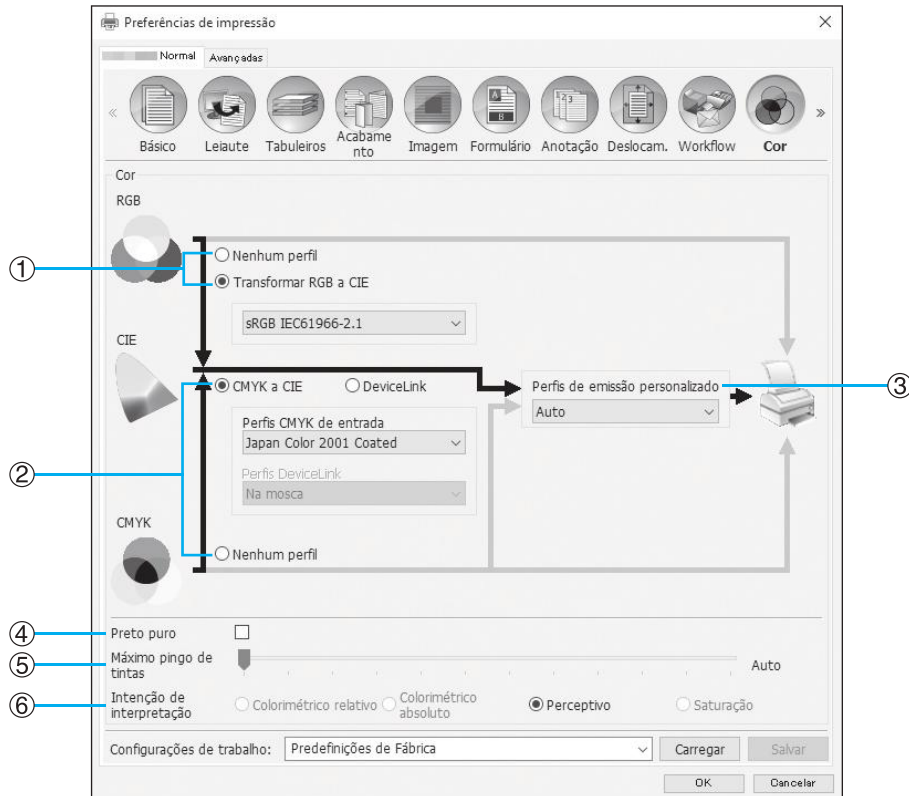 Preferências de impressão
Normal
Avançadas
«
»
Básico
Leiaute
Tabuleiros
Acabame
nto
Imagem
A
B
Formulário
123
Anotação
Deslocam.
Workflow
Cor
Cor
RGB
①
Nenhum perfil
Transformar RGB a CIE
sRGB IEC61966-2.1
CIE
CMYK a CIE
DeviceLink
Perfis de emissão personalizado
③
Auto
Perfis CMYK de entrada
Japan Color 2001 Coated
②
Perfis DeviceLink
Na mosca
CMYK
Nenhum perfil
④
Preto puro
⑤
Máximo pingo de
tintas
Auto
⑥
Intenção de
interpretação
Colorimétrico relativo
Colorimétrico
absoluto
Perceptivo
Saturação
Configurações de trabalho:
Predefinições de Fábrica
Carregar
Salvar
OK
Cancelar